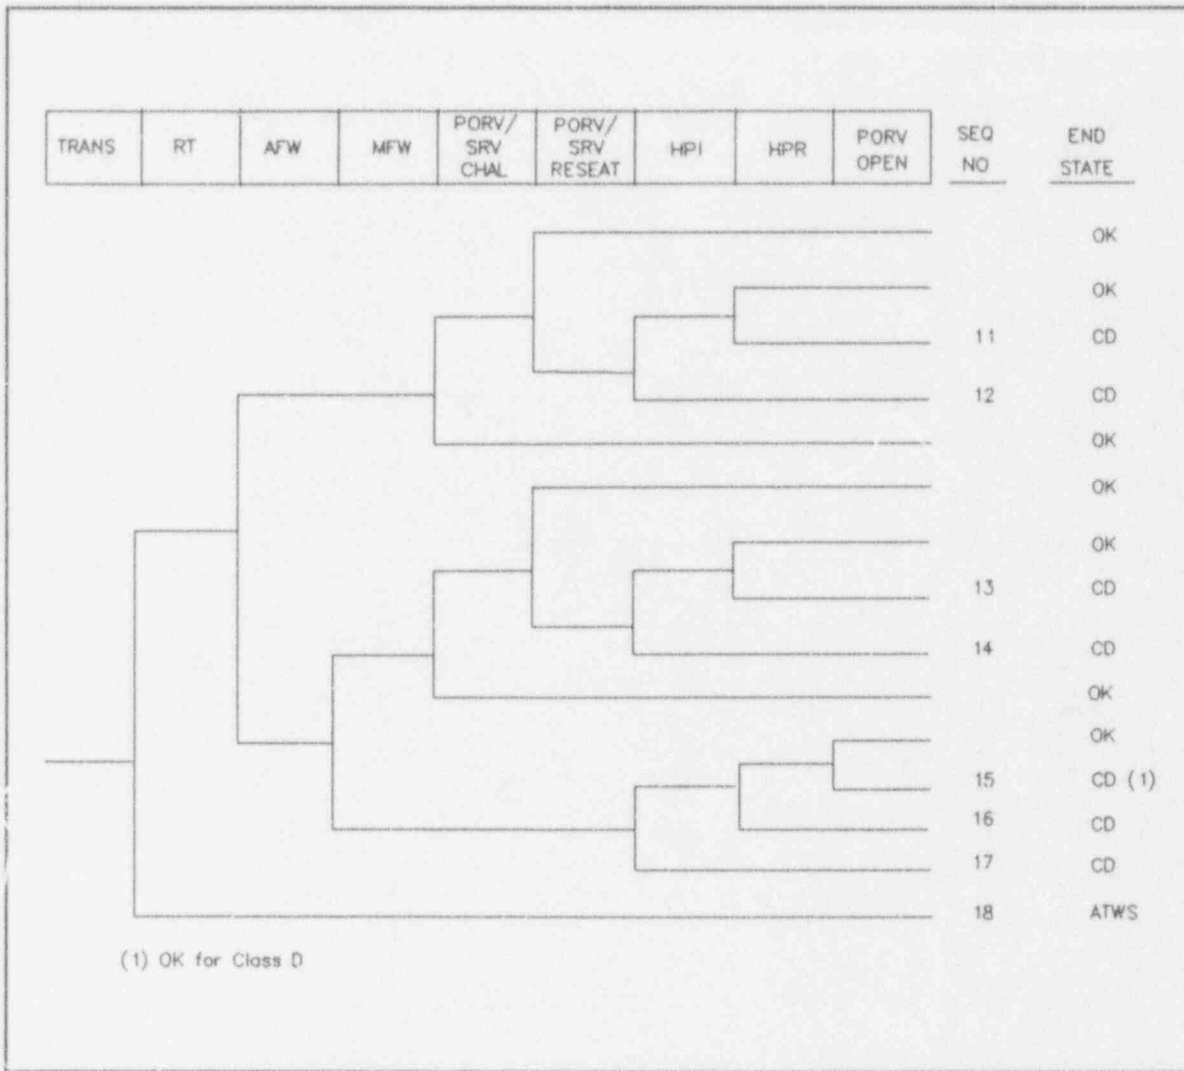 TRANS RT AFW MFW PORV/ SRV CHAL PORV/ SRV RESEAT HPI HPR PORV OPEN SEQ NO END STATE
OK
OK
11 CD
12 CD
OK
OK
OK
13 CD
14 CD
OK
OK
15 CD (1)
16 CD
17 CD
18 ATWS
(1) OK for Class D